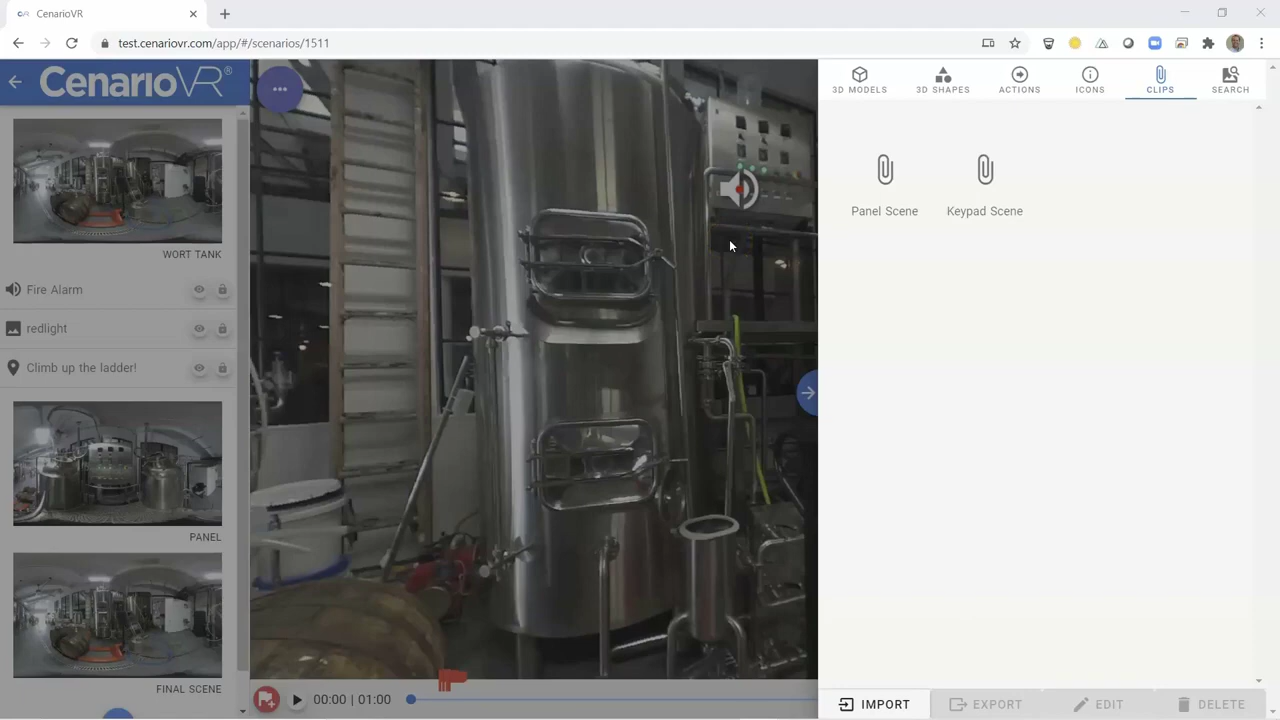 CenarioVR
test.cenariovr.com/app/#/scenarios/1511
CenarioVR®
WORT TANK
Fire Alarm
redlight
Climb up the ladder!
PANEL
FINAL SCENE
00:00 | 01:00
3D MODELS
3D SHAPES
ACTIONS
ICONS
CLIPS
SEARCH
Panel Scene
Keypad Scene
IMPORT
EXPORT
EDIT
DELETE